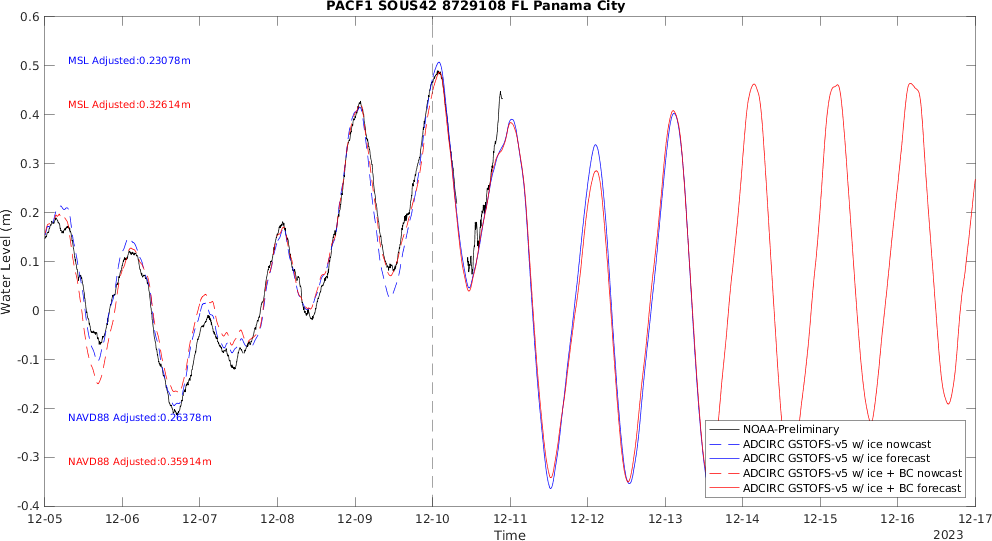 PACF1 SOUS42 8729108 FL Panama City
0.6
0.5
0.4
0.3
0.2
0.1
0
-0.1
-0.2
-0.3
-0.4
Water Level (m)
MSL Adjusted:0.23078m
MSL Adjusted:0.32614m
NAVD88 Adjusted:0.26378m
NAVD88 Adjusted:0.35914m
NOAA-Preliminary
ADCIRC GSTOFS-v5 w/ ice nowcast
ADCIRC GSTOFS-v5 w/ ice forecast
ADCIRC GSTOFS-v5 w/ ice + BC nowcast
ADCIRC GSTOFS-v5 w/ ice + BC forecast
12-05 12-06 12-07 12-08 12-09 12-10 12-11 12-12 12-13 12-14 12-15 12-16 12-17
Time
2023